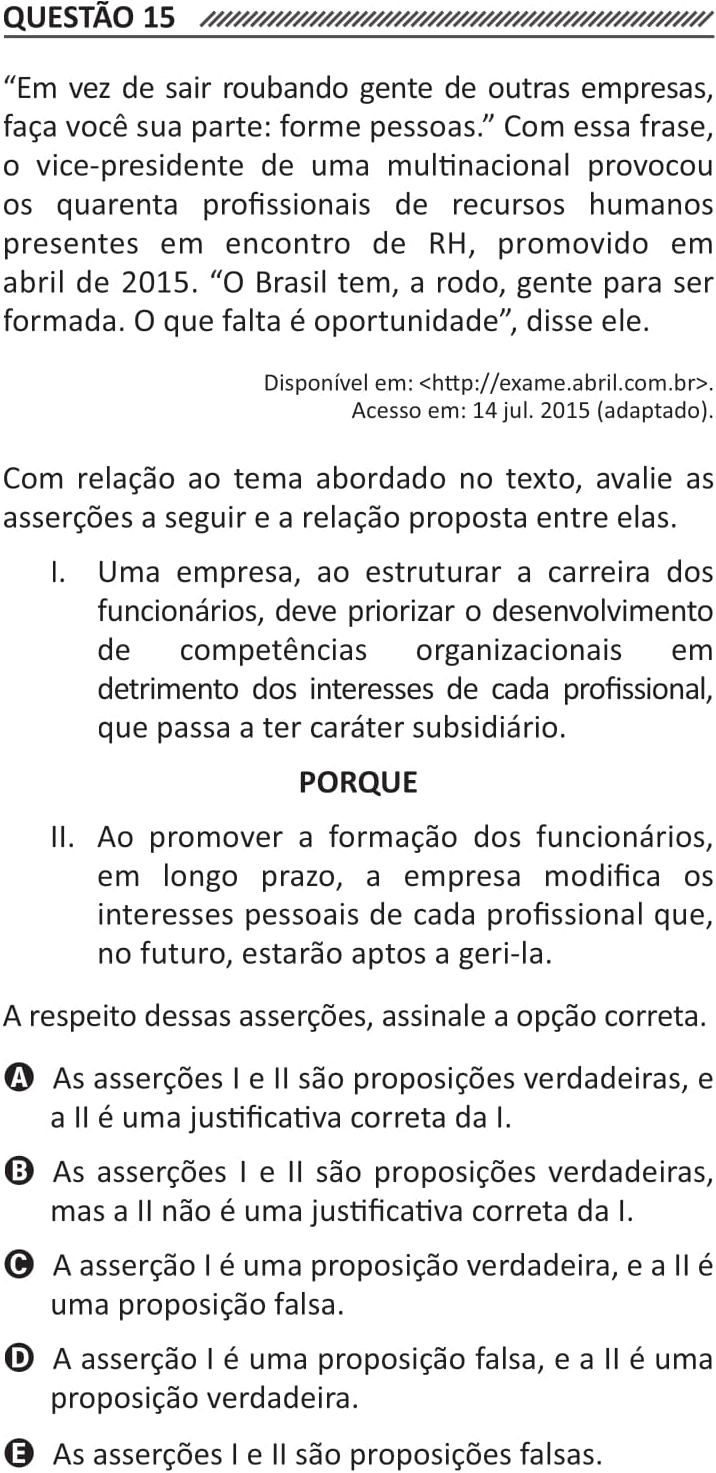 QUESTÃO 15
“Em vez de sair roubando gente de outras empresas,
faça você sua parte: forme pessoas.” Com essa frase,
o vice-presidente de uma multinacional provocou
os quarenta profissionais de recursos humanos
presentes em encontro de RH, promovido em
abril de 2015. “O Brasil tem, a rodo, gente para ser
formada. O que falta é oportunidade”, disse ele.
Disponível em: <http://exame.abril.com.br>.
Acesso em: 14 jul. 2015 (adaptado).
Com relação ao tema abordado no texto, avalie as
asserções a seguir e a relação proposta entre elas.
I. Uma empresa, ao estruturar a carreira dos
funcionários, deve priorizar o desenvolvimento
de competências organizacionais em
detrimento dos interesses de cada profissional,
que passa a ter caráter subsidiário.
PORQUE
II. Ao promover a formação dos funcionários,
em longo prazo, a empresa modifica os
interesses pessoais de cada profissional que,
no futuro, estarão aptos a geri-la.
A respeito dessas asserções, assinale a opção correta.
A As asserções I e II são proposições verdadeiras, e
a II é uma justificativa correta da I.
B As asserções I e II são proposições verdadeiras,
mas a II não é uma justificativa correta da I.
C A asserção I é uma proposição verdadeira, e a II é
uma proposição falsa.
D A asserção I é uma proposição falsa, e a II é uma
proposição verdadeira.
E As asserções I e II são proposições falsas.